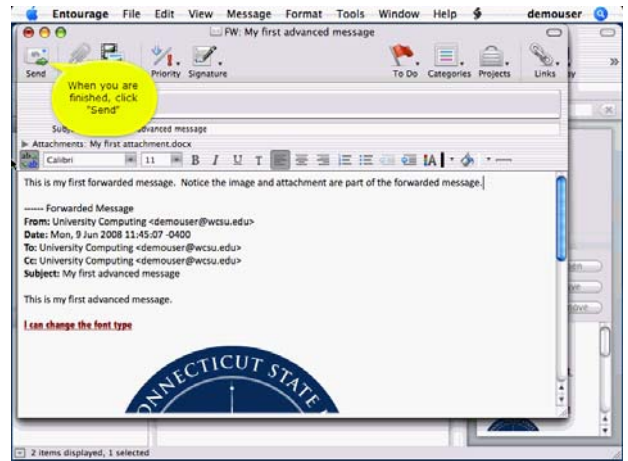 Entourage File Edit View Message Format Tools Window Help demouser
FW: My first advanced message
Send Priority Signature To Do Categories Projects Links
When you are
finished, click
"Send"
advanced message
Attachments: My first attachment.docx
Calibri 11 B I U T A
This is my first forwarded message. Notice the image and attachment are part of the forwarded message.
------ Forwarded Message
From: University Computing <demouser@wcsu.edu>
Date: Mon, 9 Jun 2008 11:45:07 -0400
To: University Computing <demouser@wcsu.edu>
Cc: University Computing <demouser@wcsu.edu>
Subject: My first advanced message
This is my first advanced message.
I can change the font type
CONNECTICUT STATE
2 items displayed, 1 selected